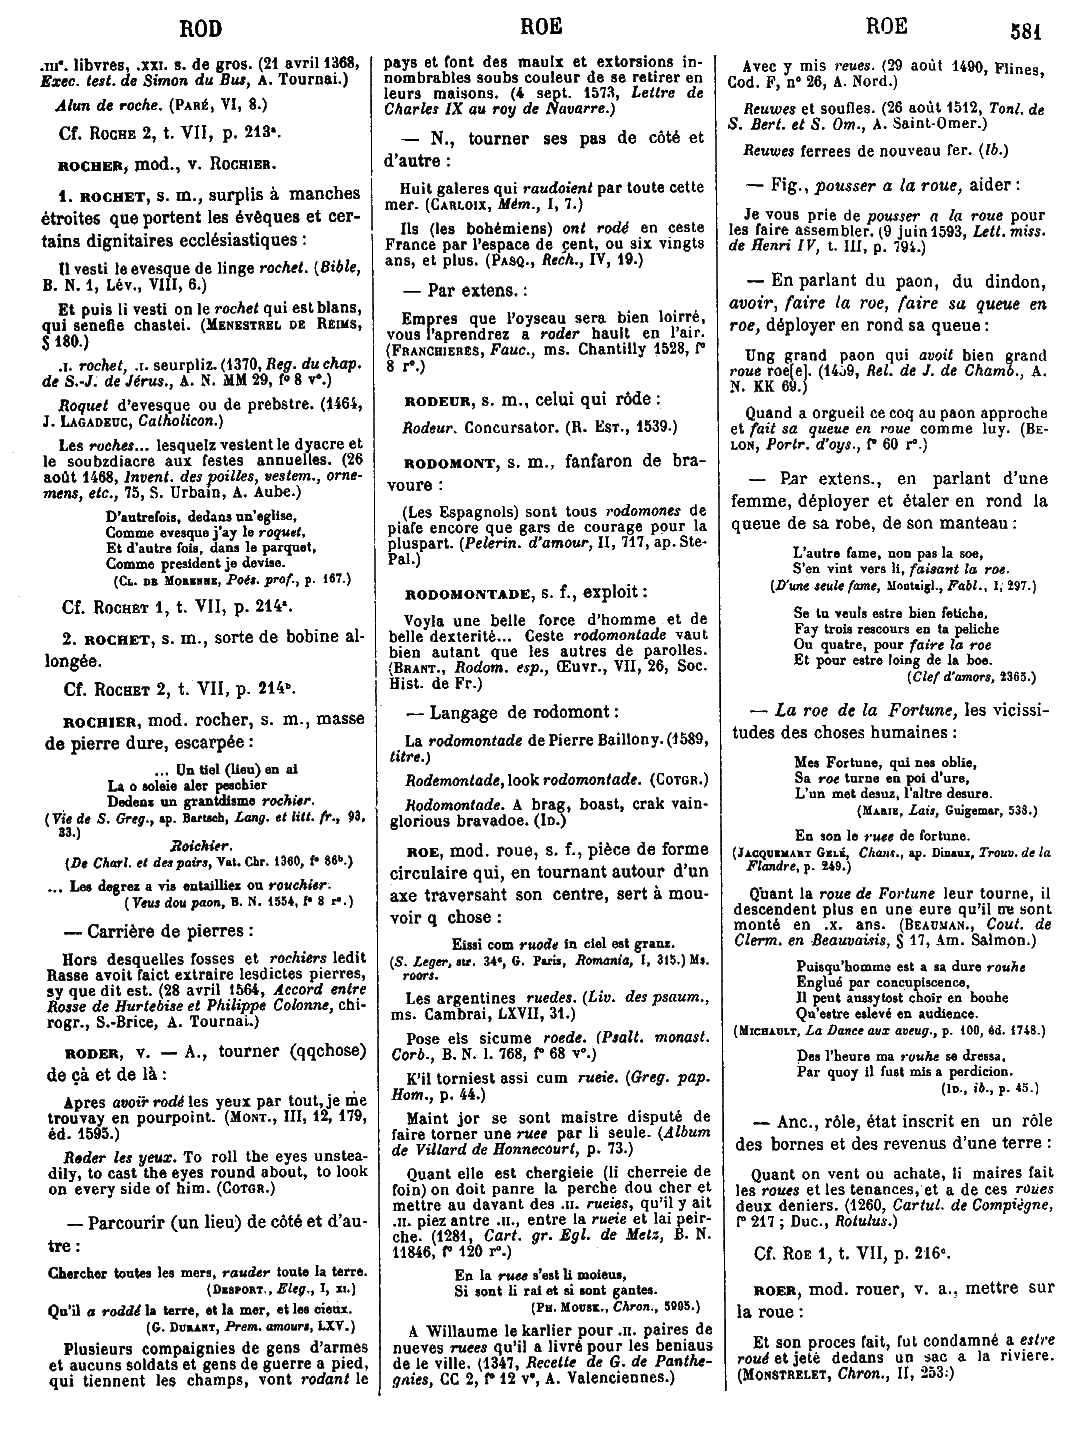 ROD
ROE
ROE
581
.IIIᶜ. libvres, .XXI. s. de gros. (21 avril 1368,
Exec. test. de Simon du Bus, A. Tournai.)
Alun de roche. (PARÉ, VI, 8.)
Cf. ROCHE 2, t. VII, p. 213ᵃ.
ROCHER, mod., v. ROCHIER.
1. ROCHET, s. m., surplis à manches
étroites que portent les évêques et cer-
tains dignitaires ecclésiastiques :
Il vesti le evesque de linge rochet. (Bible,
B. N. 1, Lév., VIII, 6.)
Et puis li vesti on le rochet qui est blans,
qui senefie chastei. (MENESTREL DE REIMS,
§ 180.)
.I. rochet, .I. seurpliz. (1370, Reg. du chap.
de S.-J. de Jérus., A. N. MM 29, fº 8 vº.)
Roquet d'evesque ou de prebstre. (1464,
J. LAGADEUC, Catholicon.)
Les roches... lesquelz vestent le dyacre et
le soubzdiacre aux festes annuelles. (26
août 1468, Invent. des poilles, vestem., orne-
mens, etc., 75, S. Urbain, A. Aube.)
D'autrefois, dedans un'eglise,
Comme evesque j'ay le roquet,
Et d'autre fois, dans le parquet,
Comme president je devise.
(CL. DE MORENNE, Poés. prof., p. 167.)
Cf. ROCHET 1, t. VII, p. 214ᵃ.
2. ROCHET, s. m., sorte de bobine al-
longée.
Cf. ROCHET 2, t. VII, p. 214ᵇ.
ROCHIER, mod. rocher, s. m., masse
de pierre dure, escarpée :
... Un tiel (lieu) en ai
La o soleie aler peschier
Dedenz un grantdisme rochier.
(Vie de S. Greg., ap. Bartsch, Lang. et litt. fr., 93,
33.)
Roichier.
(De Charl. et des pairs, Vat. Chr. 1360, fº 86ᵇ.)
... Les degrez a vis entailliez ou rouchier.
(Veus dou paon, B. N. 1554, fº 8 rº.)
— Carrière de pierres :
Hors desquelles fosses et rochiers ledit
Rasse avoit faict extraire lesdictes pierres,
sy que dit est. (28 avril 1564, Accord entre
Rosse de Hurtebise et Philippe Colonne, chi-
rogr., S.-Brice, A. Tournai.)
RODER, v. — A., tourner (qqchose)
de çà et de là :
Apres avoir rodé les yeux par tout, je me
trouvay en pourpoint. (MONT., III, 12, 179,
éd. 1595.)
Roder les yeux. To roll the eyes unstea-
dily, to cast the eyes round about, to look
on every side of him. (COTGR.)
— Parcourir (un lieu) de côté et d'au-
tre :
Chercher toutes les mers, rauder toute la terre.
(DESPORT., Eleg., I, XI.)
Qu'il a roddé la terre, et la mer, et les cieux.
(G. DURANT, Prem. amours, LXV.)
Plusieurs compaignies de gens d'armes
et aucuns soldats et gens de guerre a pied,
qui tiennent les champs, vont rodant le
pays et font des maulx et extorsions in-
nombrables soubs couleur de se retirer en
leurs maisons. (4 sept. 1573, Lettre de
Charles IX au roy de Navarre.)
— N., tourner ses pas de côté et
d'autre :
Huit galeres qui raudoient par toute cette
mer. (CARLOIX, Mém., I, 7.)
Ils (les bohémiens) ont rodé en ceste
France par l'espace de cent, ou six vingts
ans, et plus. (PASQ., Rech., IV, 19.)
— Par extens. :
Empres que l'oyseau sera bien loirré,
vous l'aprendrez a roder hault en l'air.
(FRANCHIERES, Fauc., ms. Chantilly 1528, fº
8 rº.)
RODEUR, s. m., celui qui rôde :
Rodeur. Concursator. (R. EST., 1539.)
RODOMONT, s. m., fanfaron de bra-
voure :
(Les Espagnols) sont tous rodomones de
piafe encore que gars de courage pour la
pluspart. (Pelerin. d'amour, II, 717, ap. Ste-
Pal.)
RODOMONTADE, s. f., exploit :
Voyla une belle force d'homme et de
belle dexterité... Ceste rodomontade vaut
bien autant que les autres de parolles.
(BRANT., Rodom. esp., Œuvr., VII, 26, Soc.
Hist. de Fr.)
— Langage de rodomont :
La rodomontade de Pierre Baillony. (1589,
titre.)
Rodemontade, look rodomontade. (COTGR.)
Rodomontade. A brag, boast, crak vain-
glorious bravadoe. (ID.)
ROE, mod. roue, s. f., pièce de forme
circulaire qui, en tournant autour d'un
axe traversant son centre, sert à mou-
voir q chose :
Eissi com ruode in ciel est granz.
(S. Leger, str. 34ᵉ, G. Paris, Romania, I, 315.) Ms.
roors.
Les argentines ruedes. (Liv. des psaum.,
ms. Cambrai, LXVII, 31.)
Pose els sicume roede. (Psalt. monast.
Corb., B. N. l. 768, fº 68 vº.)
K'il torniest assi cum rueie. (Greg. pap.
Hom., p. 44.)
Maint jor se sont maistre disputé de
faire torner une ruee par li seule. (Album
de Villard de Honnecourt, p. 73.)
Quant elle est chergieie (li cherreie de
foin) on doit panre la perche dou cher et
mettre au davant des .II. rueies, qu'il y ait
.II. piez antre .II., entre la rueie et lai peir-
che. (1281, Cart. gr. Egl. de Metz, B. N.
11846, fº 120 rº.)
En la ruee s'est li moieus,
Si sont li rai et si sont gantes.
(PH. MOUSK., Chron., 5905.)
A Willaume le karlier pour .II. paires de
nueves ruees qu'il a livré pour les beniaus
de le ville. (1347, Recette de G. de Panthe-
gnies, CC 2, fº 12 vº, A. Valenciennes.)
Avec y mis reues. (29 août 1490, Flines,
Cod. F, nº 26, A. Nord.)
Reuwes et soufles. (26 août 1512, Tonl. de
S. Bert. et S. Om., A. Saint-Omer.)
Reuwes ferrees de nouveau fer. (Ib.)
— Fig., pousser a la roue, aider :
Je vous prie de pousser a la roue pour
les faire assembler. (9 juin 1593, Lett. miss.
de Henri IV, t. III, p. 794.)
— En parlant du paon, du dindon,
avoir, faire la roe, faire sa queue en
roe, déployer en rond sa queue :
Ung grand paon qui avoit bien grand
roue roe[e]. (1459, Rel. de J. de Chamb., A.
N. KK 69.)
Quand a orgueil ce coq au paon approche
et fait sa queue en roue comme luy. (BE-
LON, Portr. d'oys., fº 60 rº.)
— Par extens., en parlant d'une
femme, déployer et étaler en rond la
queue de sa robe, de son manteau :
L'autre fame, non pas la soe,
S'en vint vers li, faisant la roe.
(D'une seule fame, Montaigl., Fabl., I, 297.)
Se tu veuls estre bien fetiche,
Fay trois rescours en ta peliche
Ou quatre, pour faire la roe
Et pour estre loing de la boe.
(Clef d'amors, 2365.)
— La roe de la Fortune, les vicissi-
tudes des choses humaines :
Mes Fortune, qui nes oblie,
Sa roe turne en poi d'ure,
L'un met desuz, l'altre desure.
(MARIE, Lais, Guigemar, 538.)
En son le ruee de fortune.
(JACQUEMART GELÉ, Chans., ap. Dinaux, Trouv. de la
Flandre, p. 249.)
Quant la roue de Fortune leur tourne, il
descendent plus en une eure qu'il ne sont
monté en .x. ans. (BEAUMAN., Cout. de
Clerm. en Beauvaisis, § 17, Am. Salmon.)
Puisqu'homme est a sa dure rouhe
Englué par concupiscence,
Il peut aussytost choir en bouhe
Qu'estre eslevé en audience.
(MICHAULT, La Dance aux aveug., p. 100, éd. 1748.)
Des l'heure ma rouhe se dressa,
Par quoy il fust mis a perdicion.
(ID., ib., p. 45.)
— Anc., rôle, état inscrit en un rôle
des bornes et des revenus d'une terre :
Quant on vent ou achate, li maires fait
les roues et les tenances, et a de ces roues
deux deniers. (1260, Cartul. de Compiègne,
fº 217 ; Duc., Rotulus.)
Cf. ROE 1, t. VII, p. 216ᶜ.
ROER, mod. rouer, v. a., mettre sur
la roue :
Et son proces fait, fut condamné a estre
roué et jeté dedans un sac a la riviere.
(MONSTRELET, Chron., II, 253.)